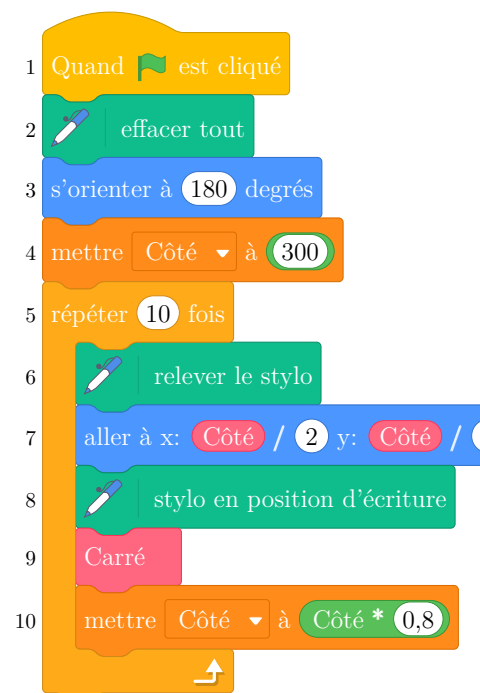 1 Quand est cliqué
2 effacer tout
3 s'orienter à 180 degrés
4 mettre Côté à 300
5 répéter 10 fois
6 relever le stylo
7 aller à x: Côté / 2 y: Côté /
8 stylo en position d'écriture
9 Carré
10 mettre Côté à Côté * 0,8